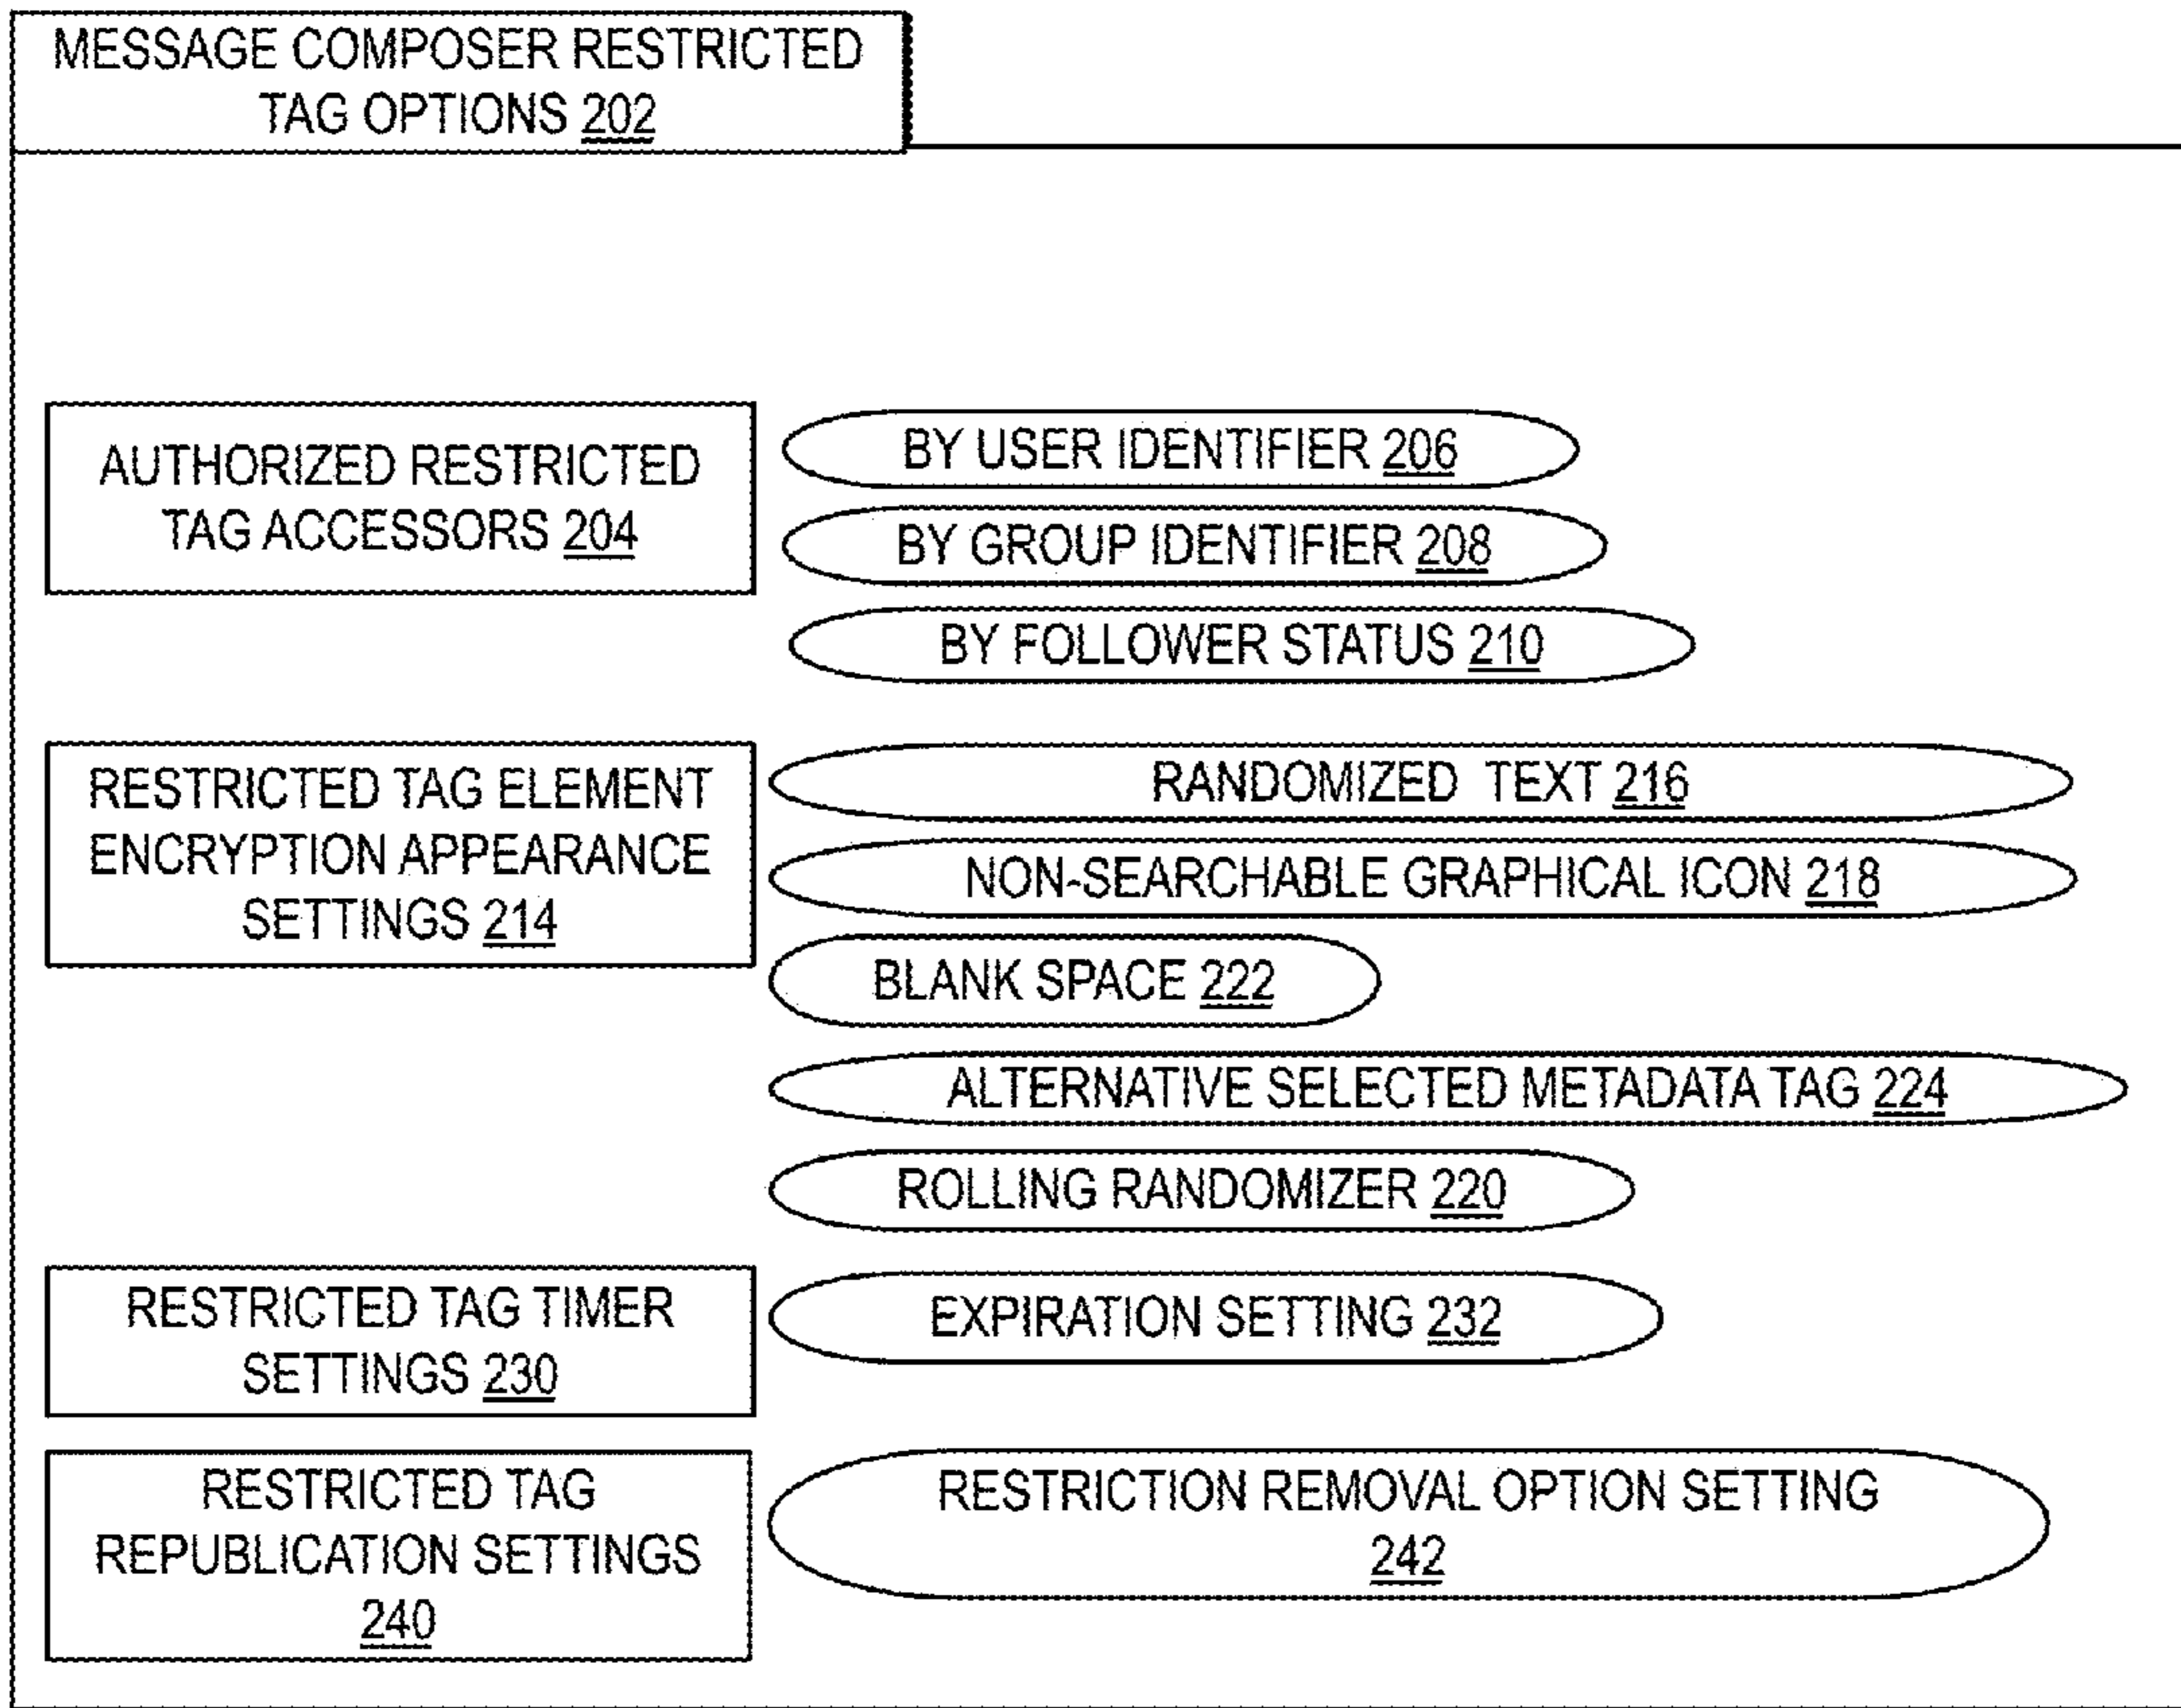 MESSAGE COMPOSER RESTRICTED
TAG OPTIONS 202
AUTHORIZED RESTRICTED
TAG ACCESSORS 204
BY USER IDENTIFIER 206
BY GROUP IDENTIFIER 208
BY FOLLOWER STATUS 210
RESTRICTED TAG ELEMENT
ENCRYPTION APPEARANCE
SETTINGS 214
RANDOMIZED TEXT 216
NON-SEARCHABLE GRAPHICAL ICON 218
BLANK SPACE 222
ALTERNATIVE SELECTED METADATA TAG 224
ROLLING RANDOMIZER 220
RESTRICTED TAG TIMER
SETTINGS 230
EXPIRATION SETTING 232
RESTRICTED TAG
REPUBLICATION SETTINGS
240
RESTRICTION REMOVAL OPTION SETTING
242